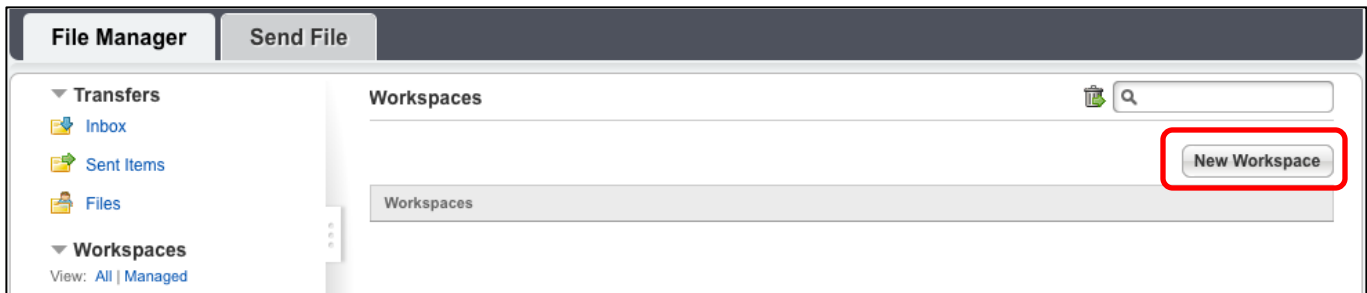 File Manager
Send File
Transfers
Inbox
Sent Items
Files
Workspaces
View: All | Managed
Workspaces
New Workspace
Workspaces